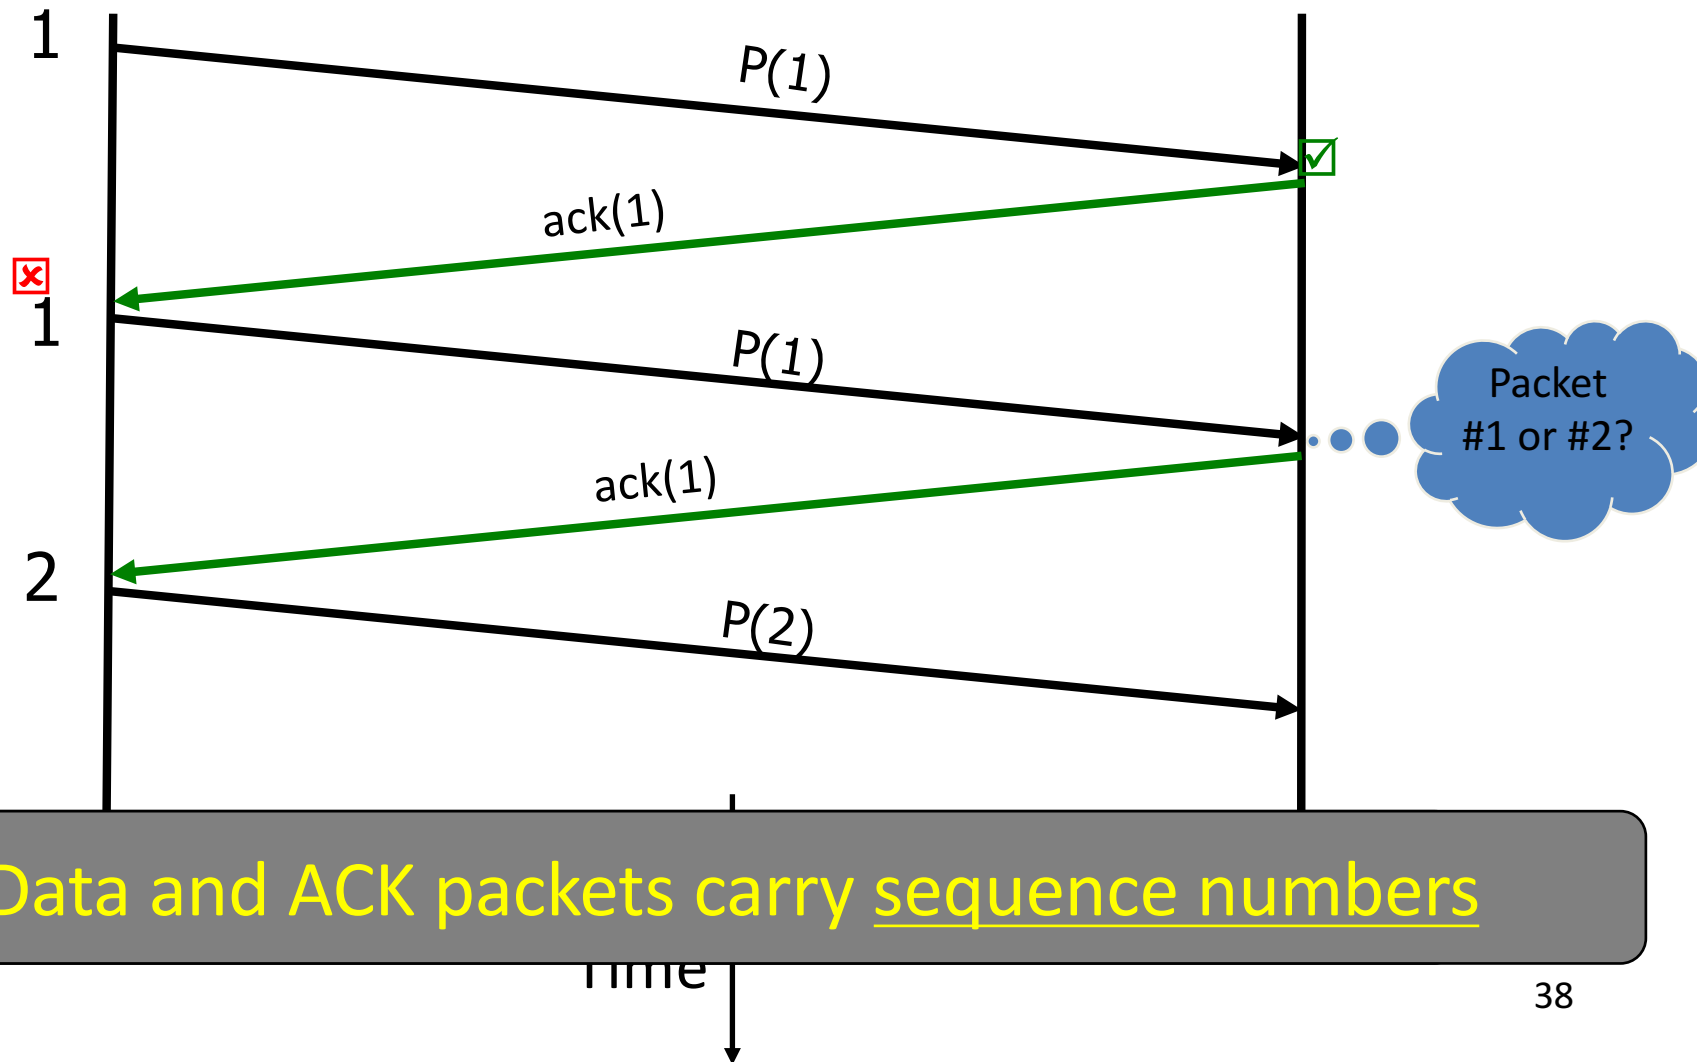 1
P(1)
ack(1)
1
P(1)
Packet
#1 or #2?
ack(1)
2
P(2)
Data and ACK packets carry sequence numbers
Time
38